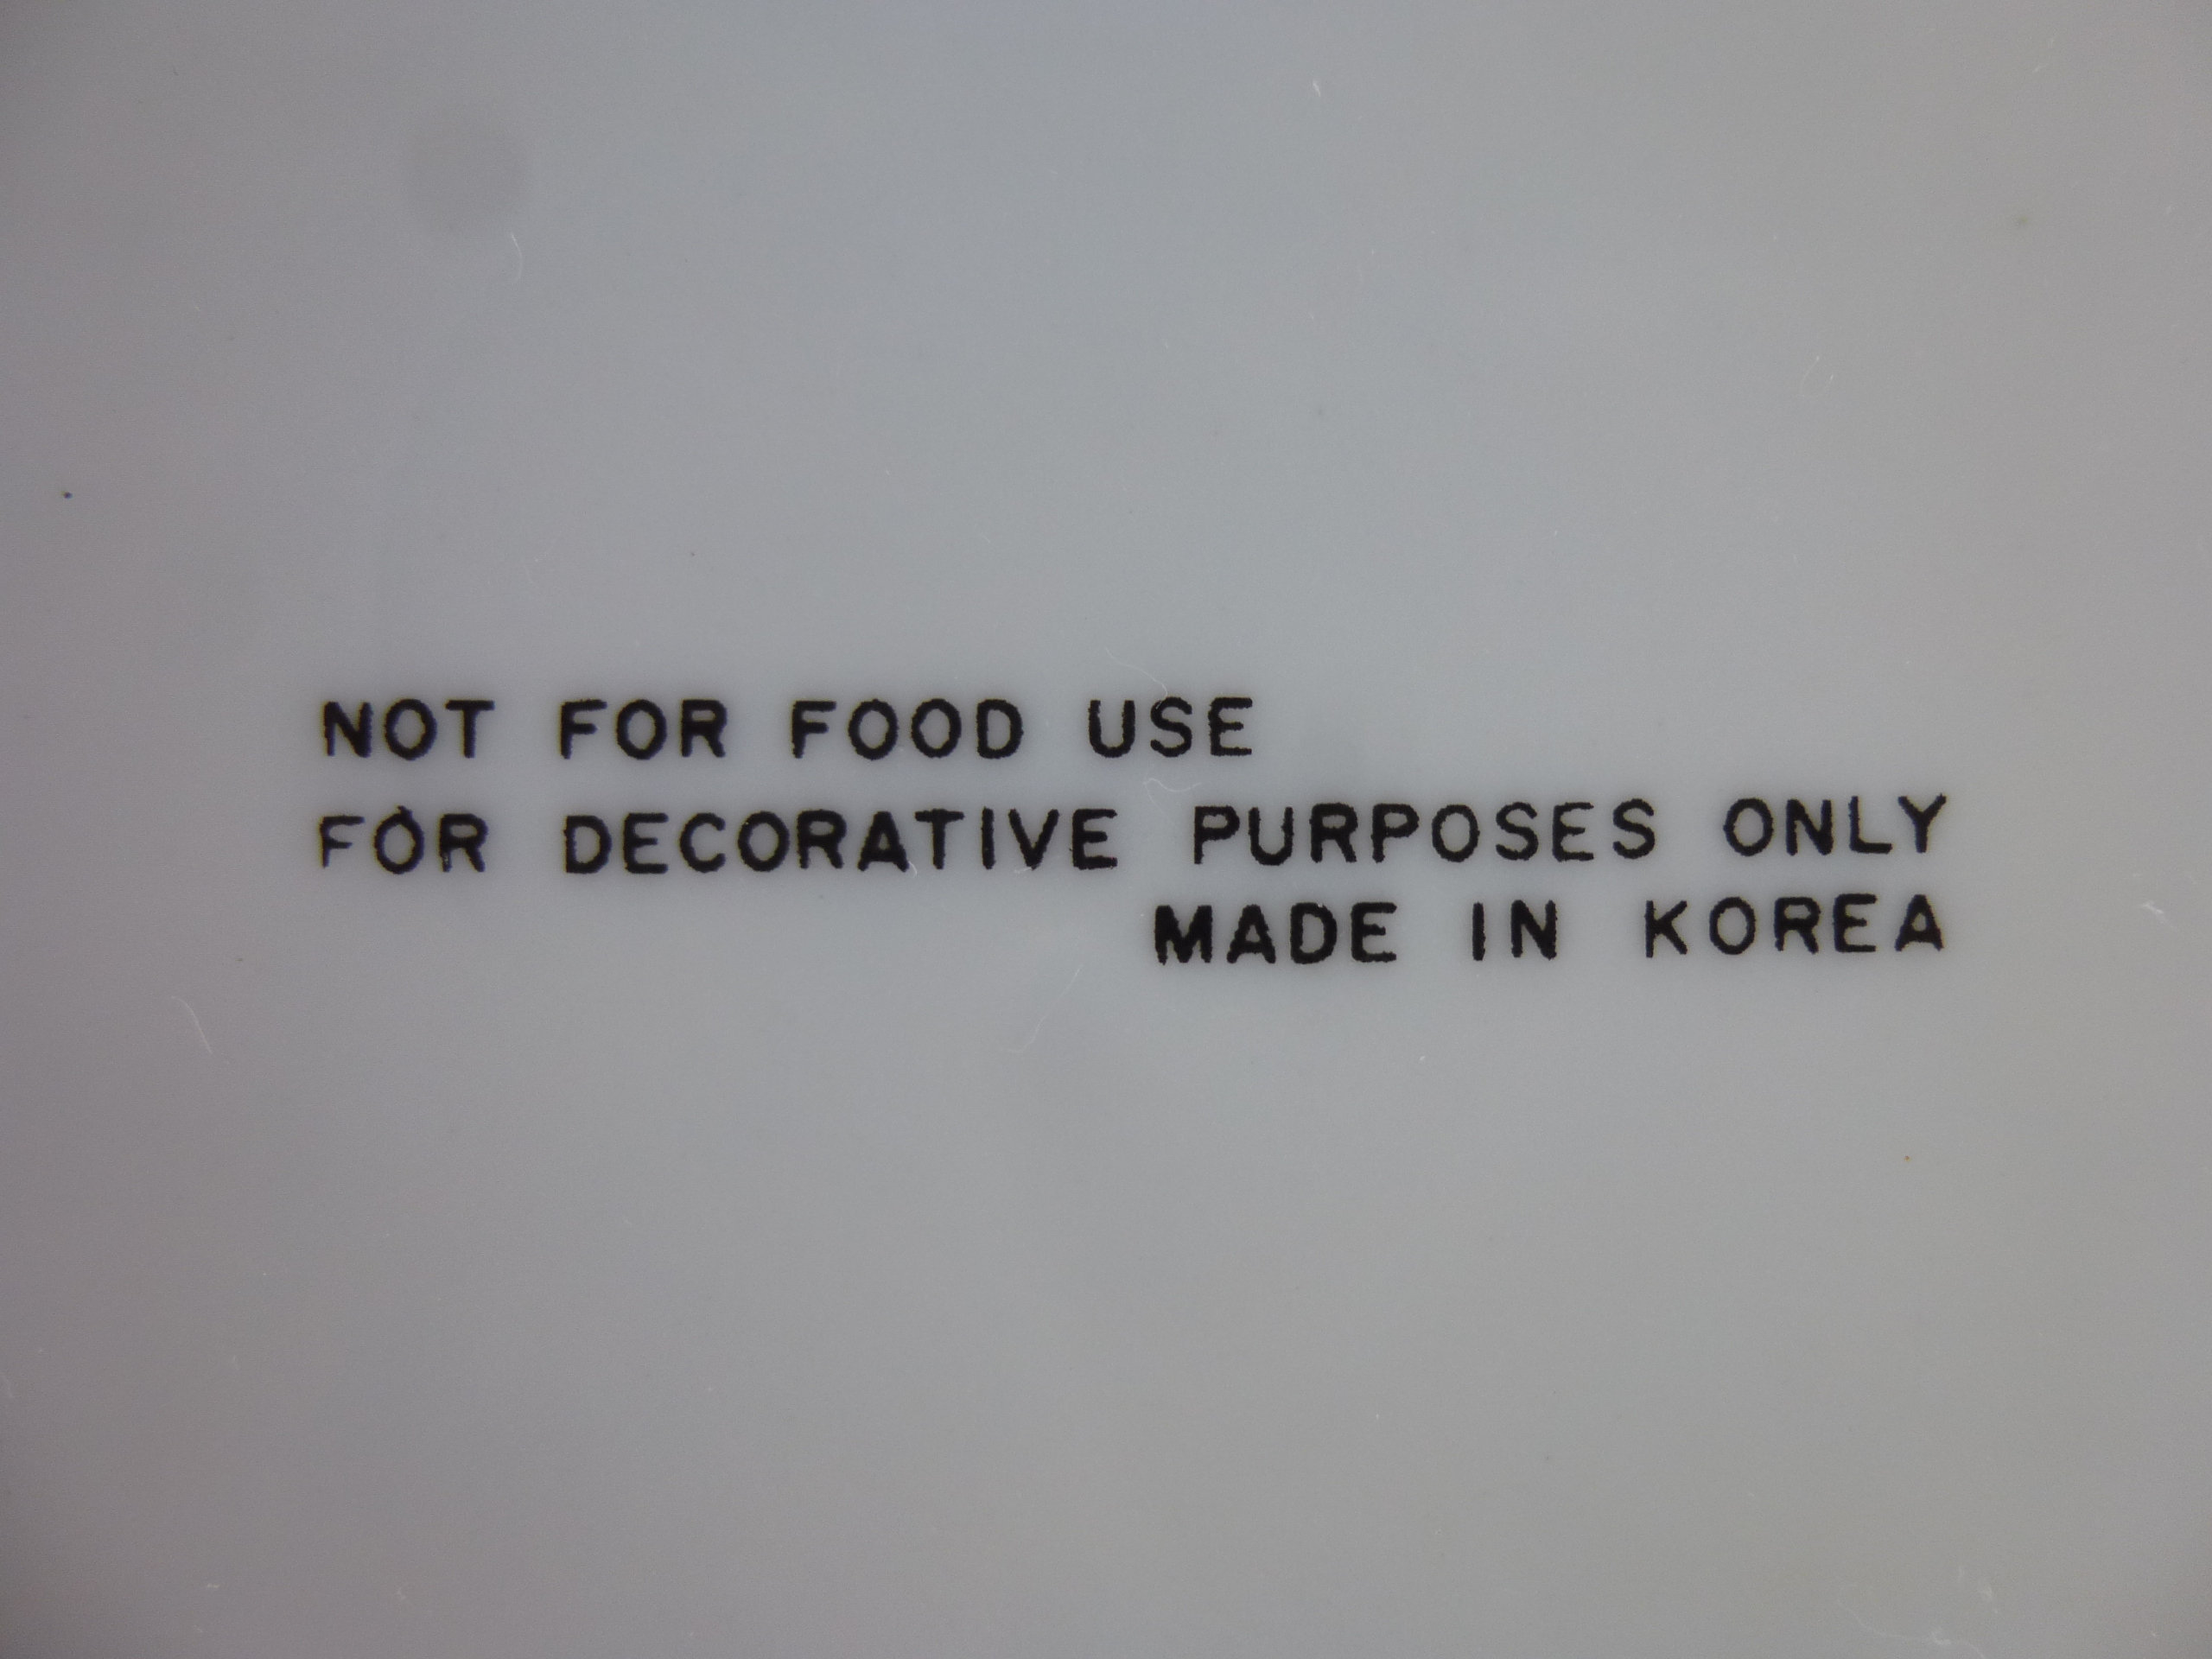 NOT FOR FOOD USE
FOR DECORATIVE PURPOSES ONLY
MADE IN KOREA